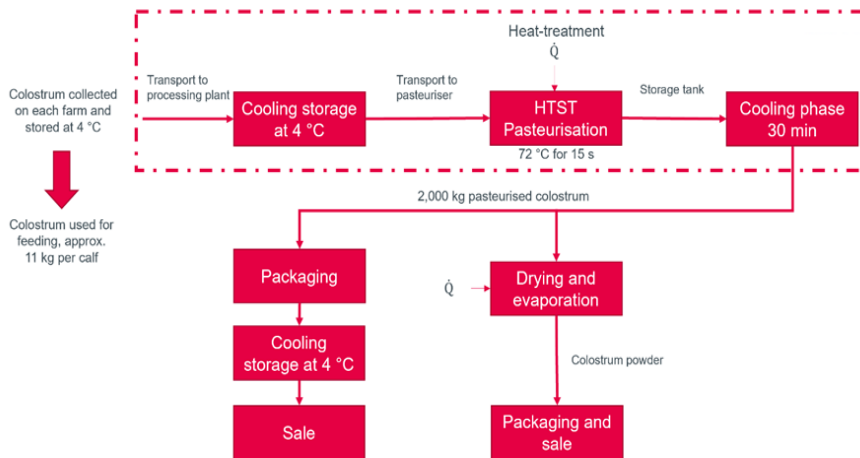 Heat-treatment
Q̇
Transport to
processing plant
Transport to
pasteuriser
Storage tank
Colostrum collected
on each farm and
stored at 4 °C
Cooling storage
at 4 °C
HTST
Pasteurisation
Cooling phase
30 min
72 °C for 15 s
2,000 kg pasteurised colostrum
Colostrum used for
feeding, approx.
11 kg per calf
Packaging
Q̇
Drying and
evaporation
Cooling
storage at 4 °C
Colostrum powder
Sale
Packaging and
sale